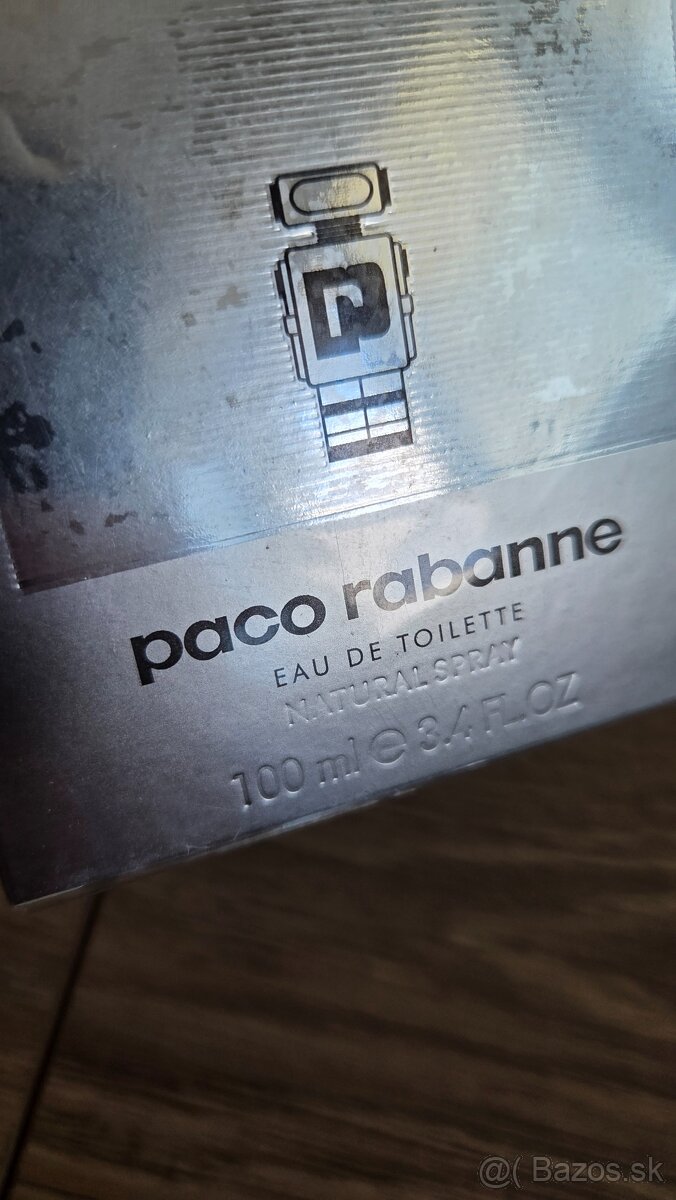 paco rabanne
EAU DE TOILETTE
NATURAL SPRAY
100 ml ℮ 3.4 FL.OZ
@( Bazos.sk